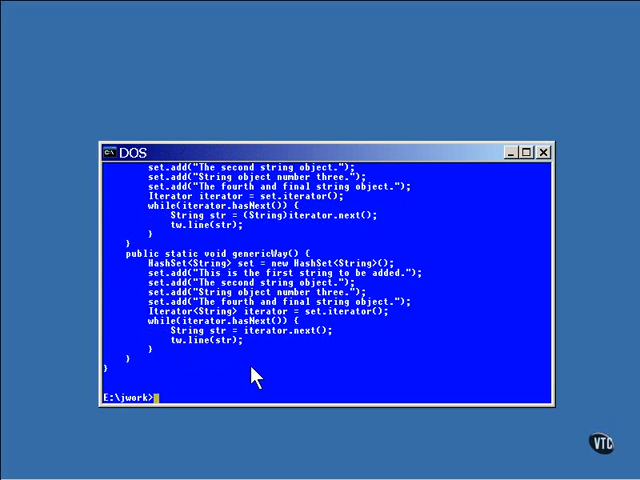 DOS
set.add("The second string object.");
set.add("String object number three.");
set.add("The fourth and final string object.");
Iterator iterator = set.iterator();
while(iterator.hasNext()) {
String str = (String)iterator.next();
tw.line(str);
}
}
public static void genericWay() {
HashSet<String> set = new HashSet<String>();
set.add("This is the first string to be added.");
set.add("The second string object.");
set.add("String object number three.");
set.add("The fourth and final string object.");
Iterator<String> iterator = set.iterator();
while(iterator.hasNext()) {
String str = iterator.next();
tw.line(str);
}
}
}
E:\jwork>
VTC